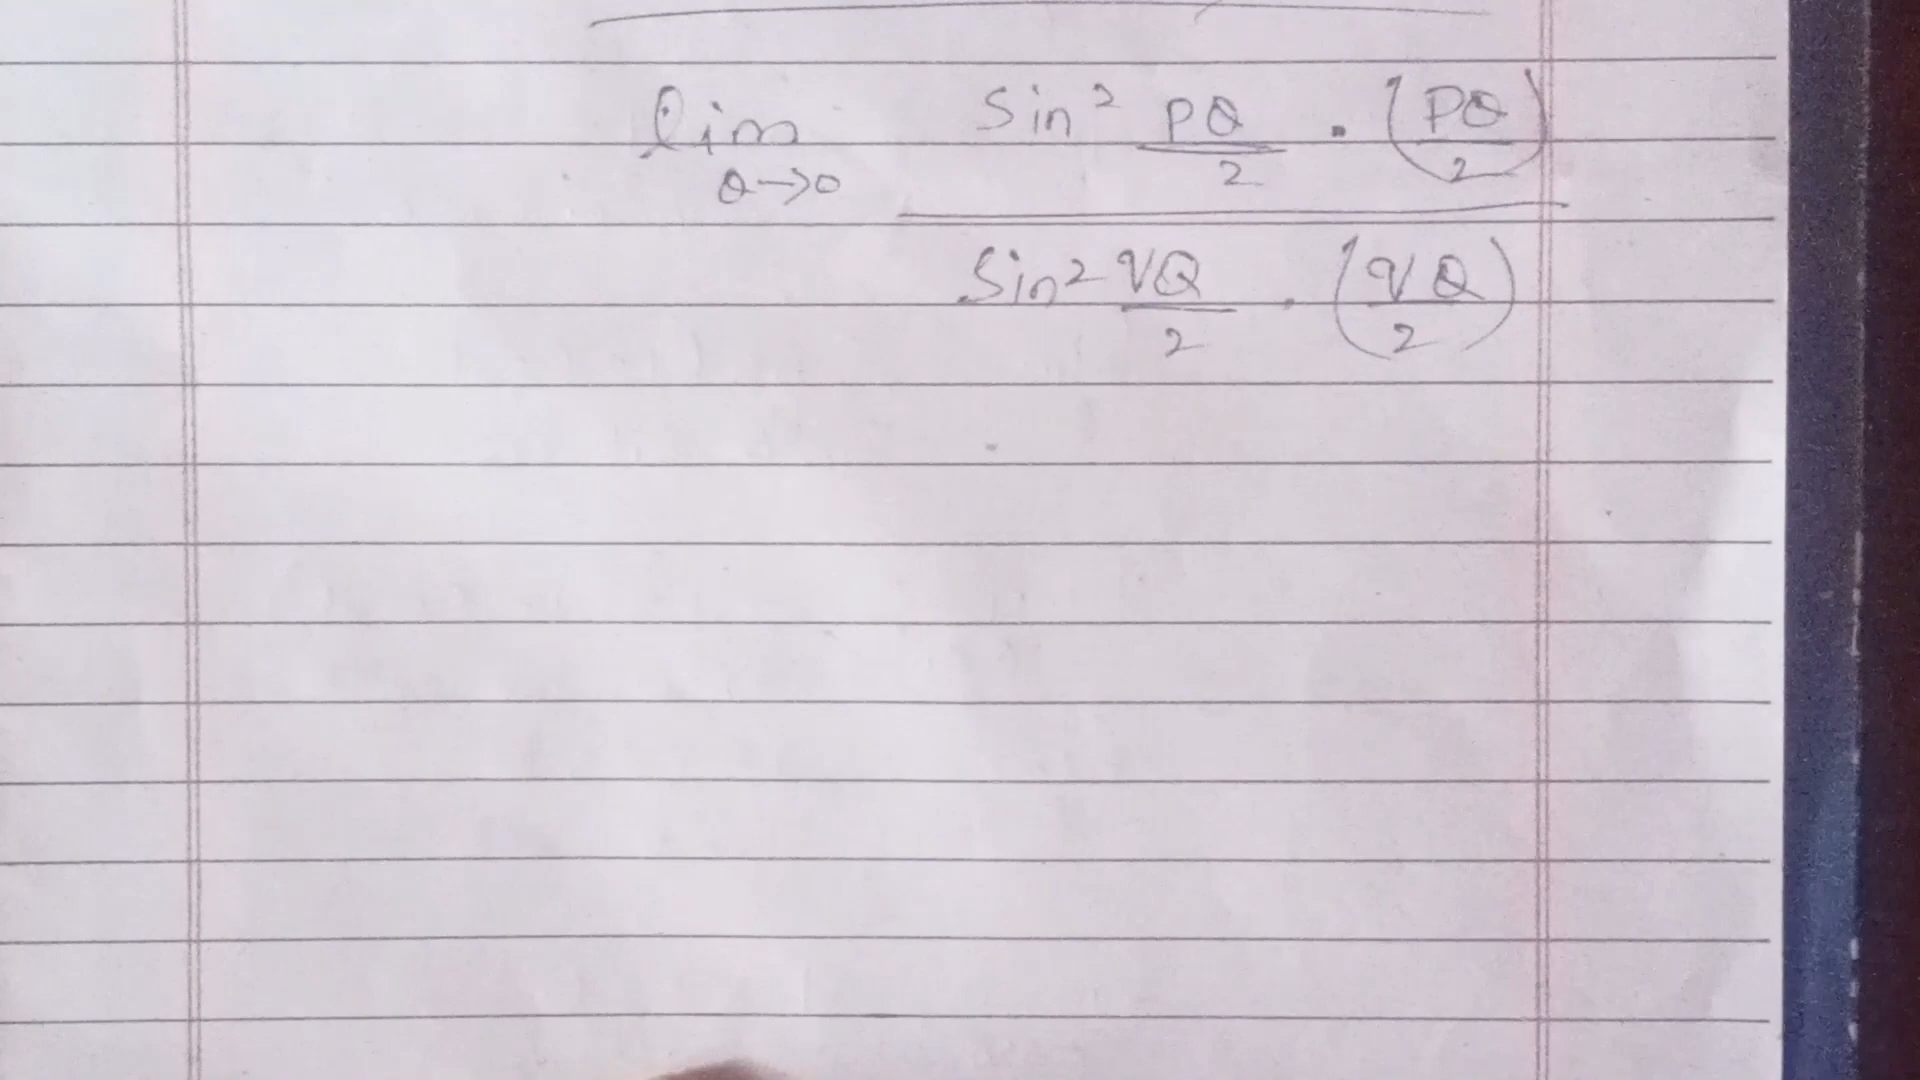 lim Sin² Pθ/2 . (Pθ/2)
θ→0
Sin² qθ/2 . (qθ/2)